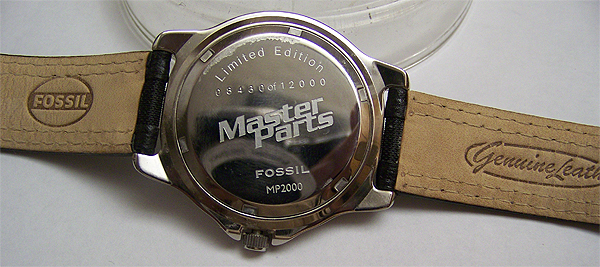 FOSSIL
Limited Edition
08430 of 12000
Master
Parts
FOSSIL
MP2000
Genuine Leath